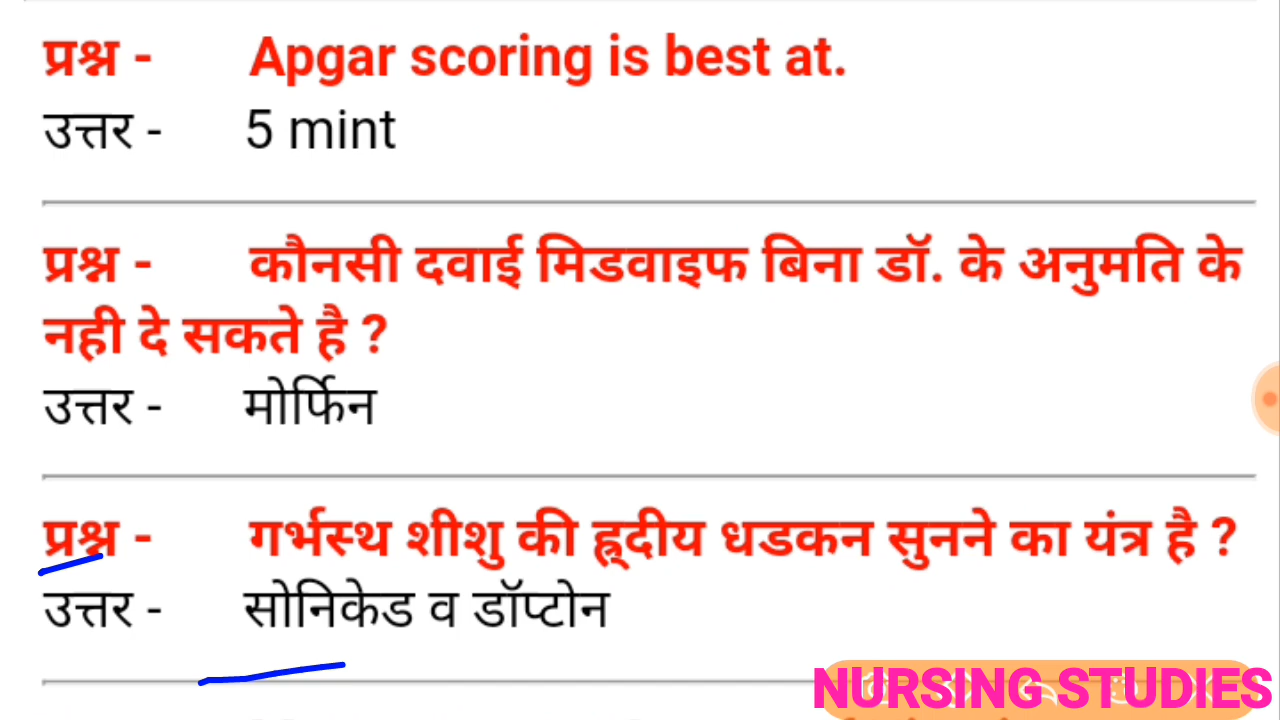 प्रश्न - Apgar scoring is best at.
उत्तर - 5 mint
प्रश्न - कौनसी दवाई मिडवाइफ बिना डॉ. के अनुमति के
नही दे सकते है ?
उत्तर - मोर्फिन
प्रश्न - गर्भस्थ शीशु की ह्र्दीय धडकन सुनने का यंत्र है ?
उत्तर - सोनिकेड व डॉप्टोन
NURSING STUDIES